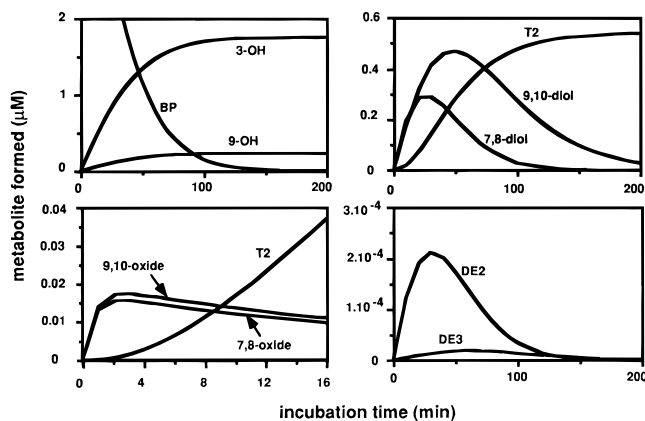 metabolite formed (μM)
2
1
0
3-OH
BP
9-OH
0
100
200
0.6
0.4
0.2
0
T2
9,10-diol
7,8-diol
0
100
200
0.04
0.03
0.02
0.01
0
T2
9,10-oxide
7,8-oxide
0
4
8
12
16
3.10⁻⁴
2.10⁻⁴
1.10⁻⁴
0
DE2
DE3
0
100
200
incubation time (min)